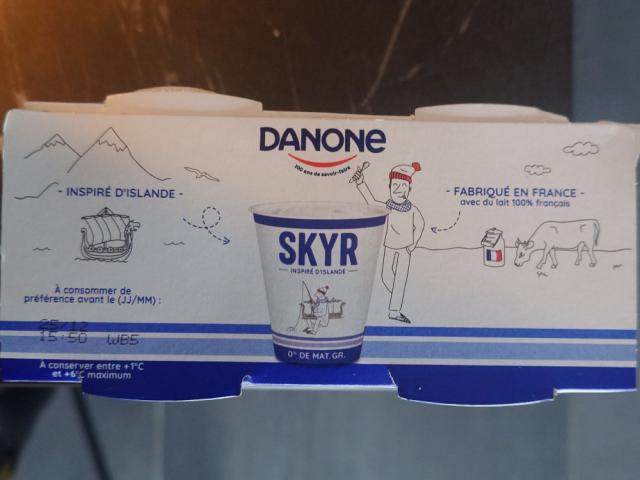 DANONE
100 ans de savoir-faire
- INSPIRÉ D'ISLANDE -
- FABRIQUÉ EN FRANCE -
avec du lait 100% français
SKYR
INSPIRÉ D'ISLANDE
0% DE MAT. GR.
À consommer de
préférence avant le (JJ/MM) :
25/12
15:50 WB5
À conserver entre +1°C
et +6°C maximum